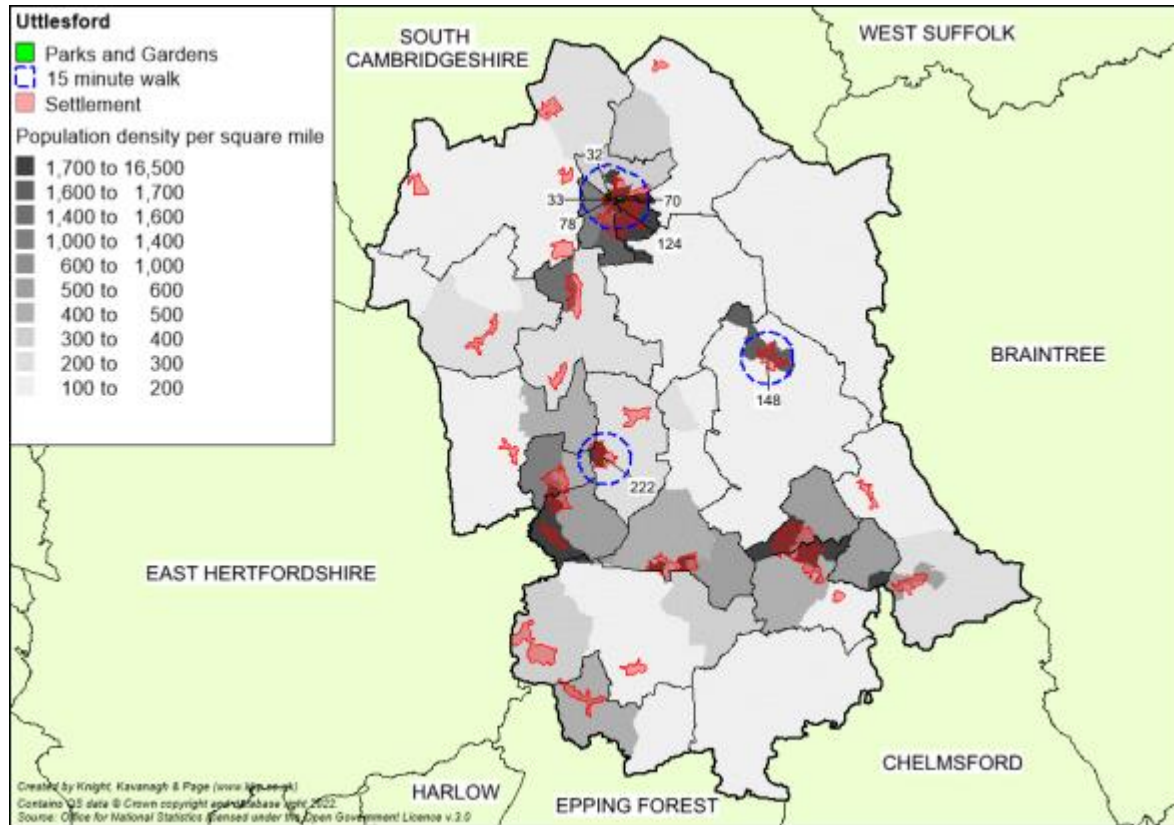 Uttlesford
Parks and Gardens
15 minute walk
Settlement
Population density per square mile
1,700 to 16,500
1,600 to 1,700
1,400 to 1,600
1,000 to 1,400
600 to 1,000
500 to 600
400 to 500
300 to 400
200 to 300
100 to 200
SOUTH
CAMBRIDGESHIRE
WEST SUFFOLK
32
33
70
78
124
BRAINTREE
148
222
EAST HERTFORDSHIRE
CHELMSFORD
HARLOW
EPPING FOREST
Created by Knight, Kavanagh & Page (www.kkp.co.uk)
Contains OS data © Crown copyright and database right 2022.
Source: Office for National Statistics licensed under the Open Government Licence v.3.0